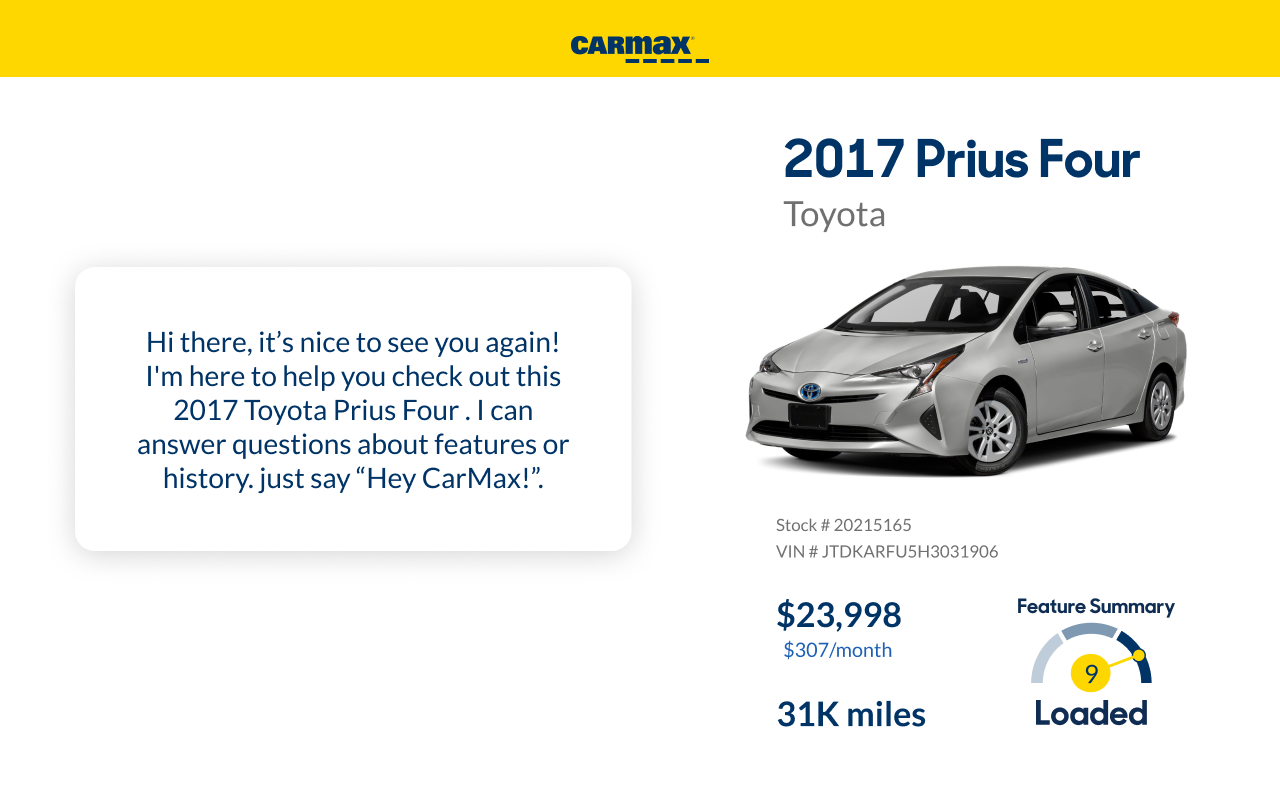 CARMAX
2017 Prius Four
Toyota
Hi there, it’s nice to see you again!
I'm here to help you check out this
2017 Toyota Prius Four . I can
answer questions about features or
history. just say “Hey CarMax!”.
Stock # 20215165
VIN # JTDKARFU5H3031906
$23,998
$307/month
31K miles
Feature Summary
9
Loaded